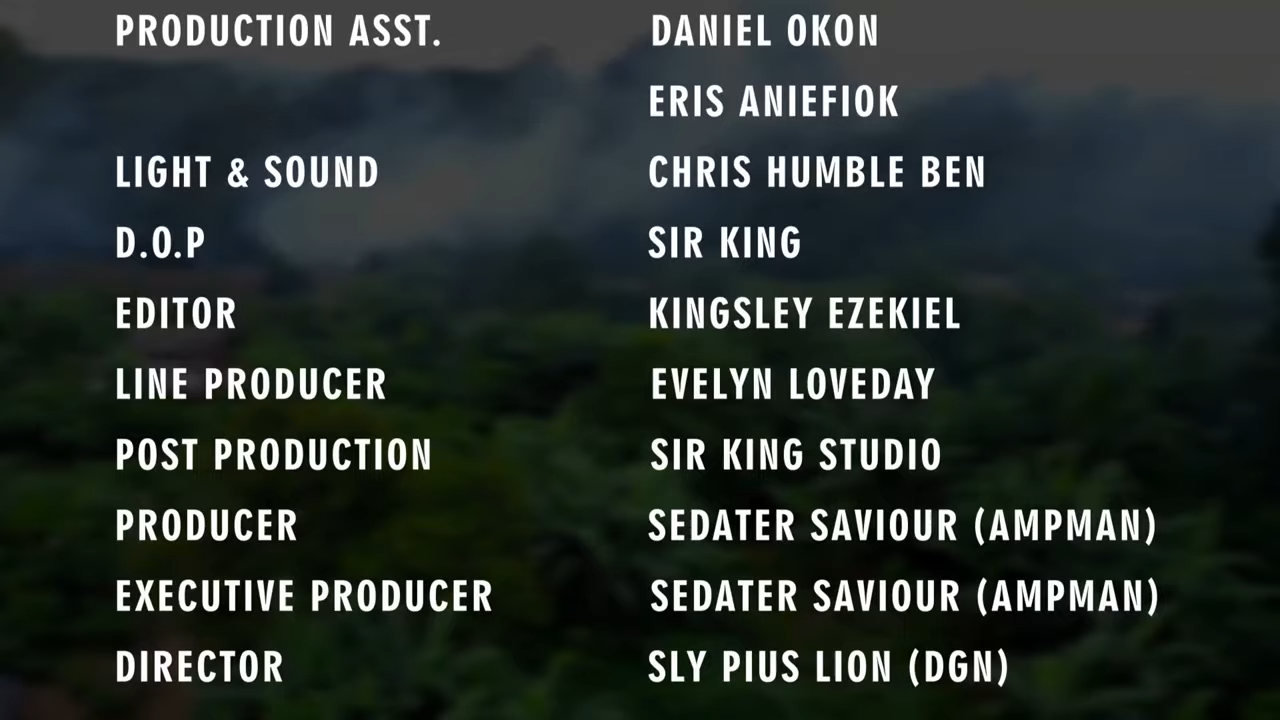 PRODUCTION ASST. DANIEL OKON
ERIS ANIEFIOK
LIGHT & SOUND CHRIS HUMBLE BEN
D.O.P SIR KING
EDITOR KINGSLEY EZEKIEL
LINE PRODUCER EVELYN LOVEDAY
POST PRODUCTION SIR KING STUDIO
PRODUCER SEDATER SAVIOUR (AMPMAN)
EXECUTIVE PRODUCER SEDATER SAVIOUR (AMPMAN)
DIRECTOR SLY PIUS LION (DGN)